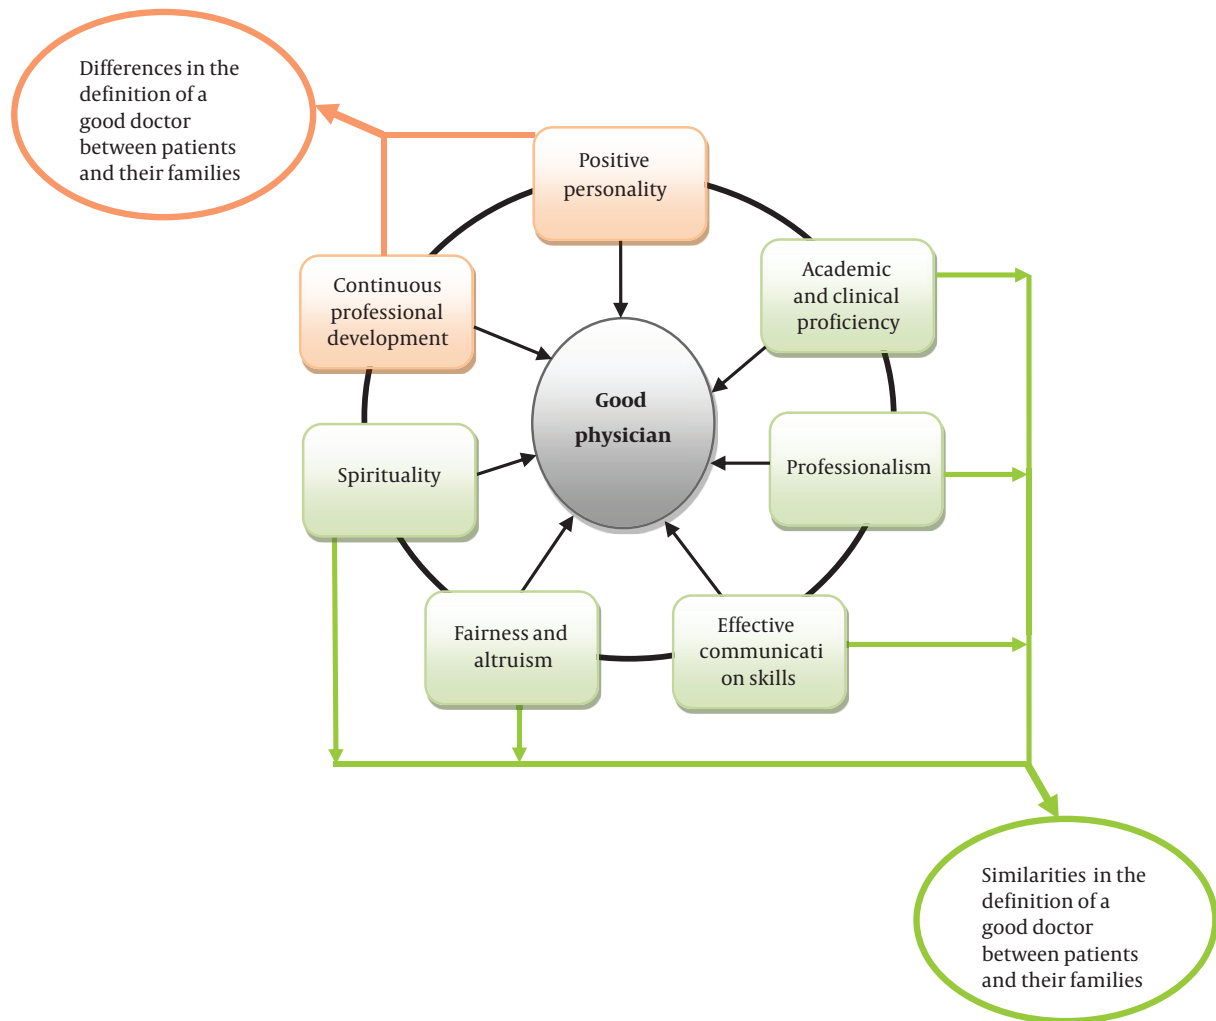 Differences in the
definition of a
good doctor
between patients
and their families
Positive
personality
Academic
and clinical
proficiency
Continuous
professional
development
Good
physician
Professionalism
Spirituality
Effective
communicati
on skills
Fairness and
altruism
Similarities in the
definition of a
good doctor
between patients
and their families